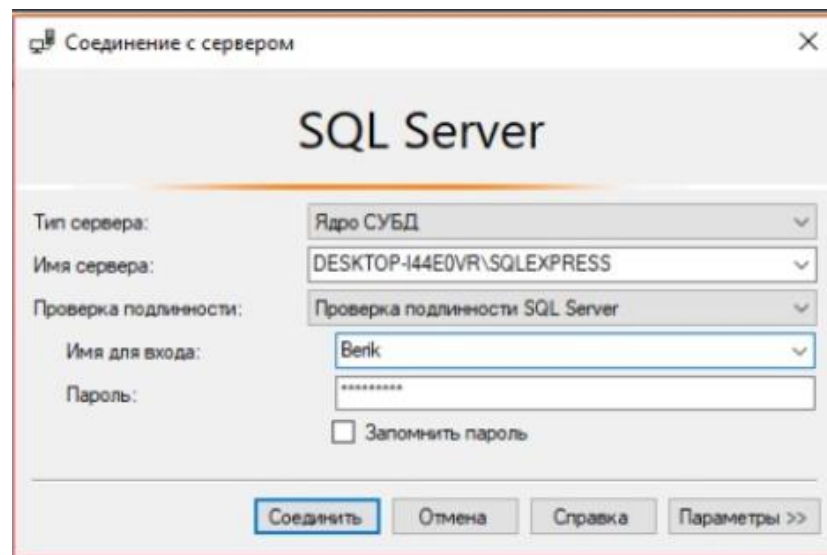 Соединение с сервером
SQL Server
Тип сервера: Ядро СУБД
Имя сервера: DESKTOP-I44E0VR\SQLEXPRESS
Проверка подлинности: Проверка подлинности SQL Server
Имя для входа: Berik
Пароль: *********
Запомнить пароль
Соединить Отмена Справка Параметры >>